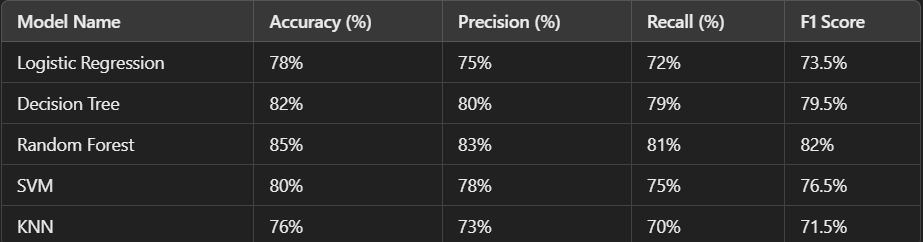 Model Name Accuracy (%) Precision (%) Recall (%) F1 Score
Logistic Regression 78% 75% 72% 73.5%
Decision Tree 82% 80% 79% 79.5%
Random Forest 85% 83% 81% 82%
SVM 80% 78% 75% 76.5%
KNN 76% 73% 70% 71.5%